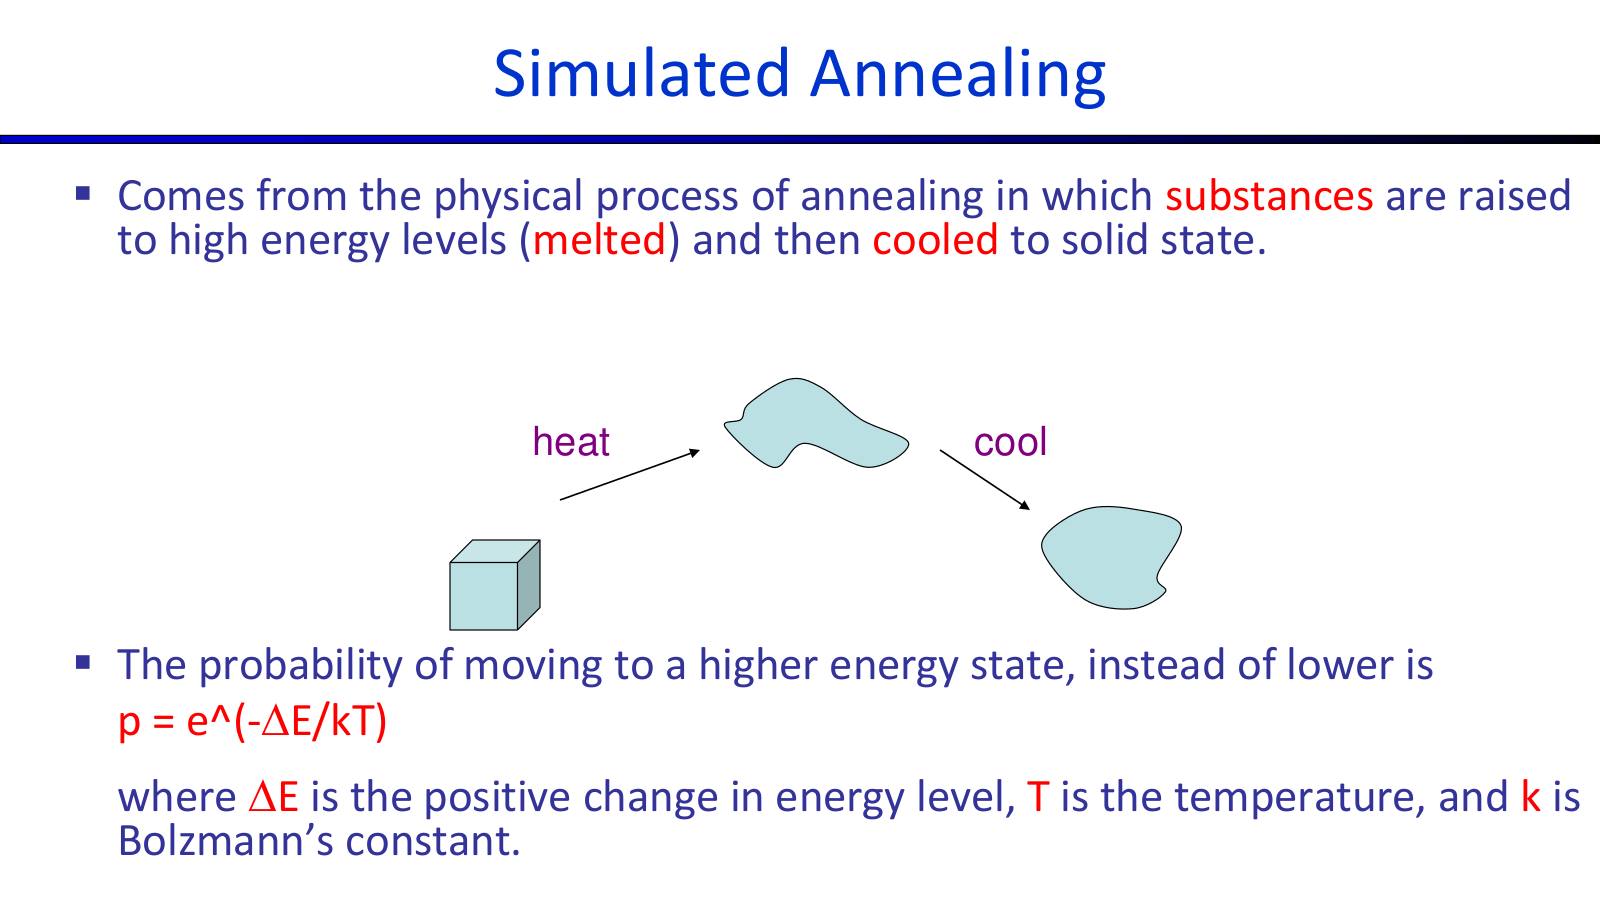 Simulated Annealing
▪ Comes from the physical process of annealing in which substances are raised
to high energy levels (melted) and then cooled to solid state.
heat
cool
▪ The probability of moving to a higher energy state, instead of lower is
p = e^(-ΔE/kT)
where ΔE is the positive change in energy level, T is the temperature, and k is
Bolzmann’s constant.